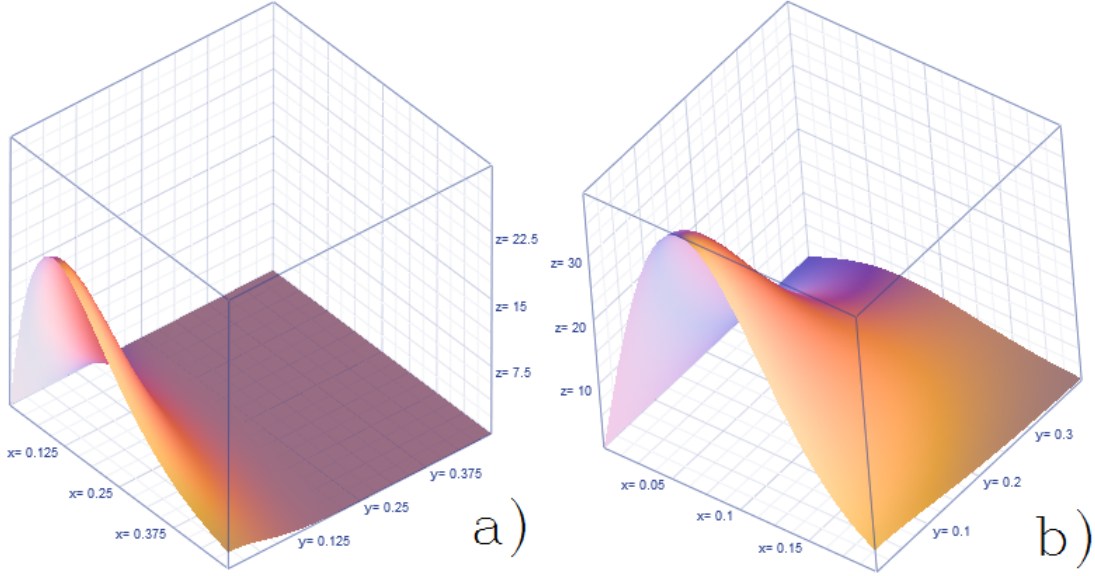 z= 22.5
z= 15
z= 7.5
x= 0.125
x= 0.25
x= 0.375
y= 0.125
y= 0.25
y= 0.375
a)
z= 30
z= 20
z= 10
x= 0.05
x= 0.1
x= 0.15
y= 0.1
y= 0.2
y= 0.3
b)